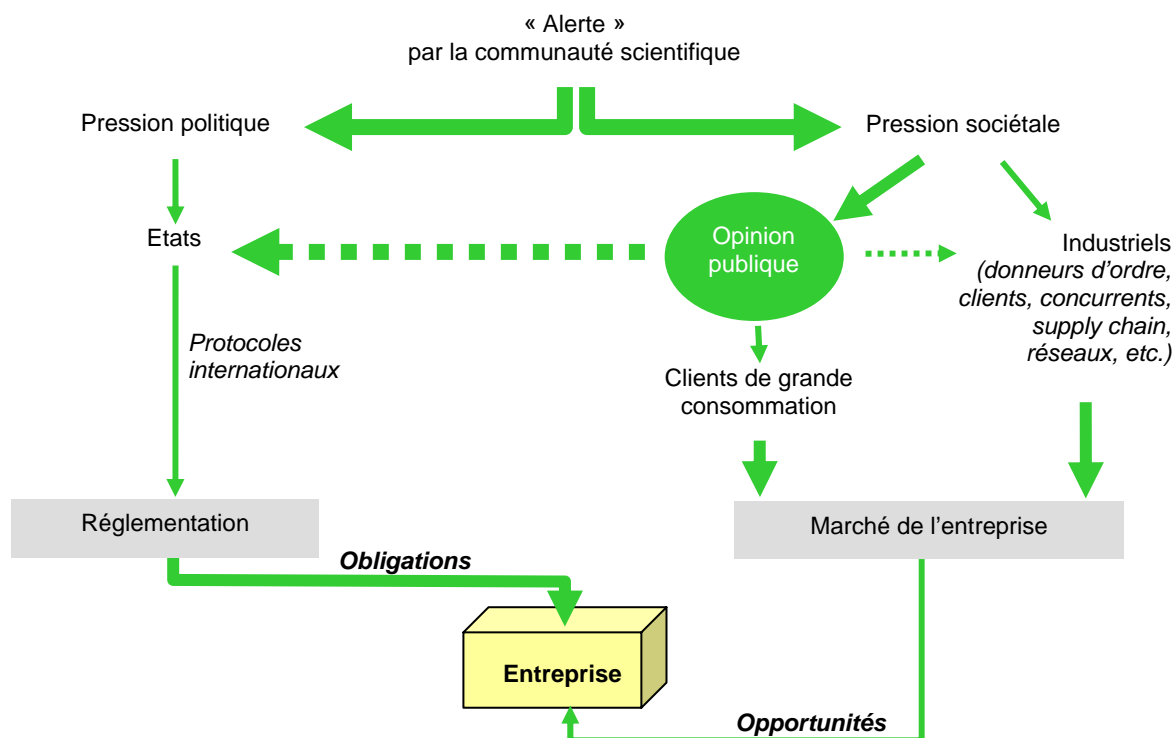 « Alerte »
par la communauté scientifique
Pression politique
Pression sociétale
Etats
Opinion
publique
Industriels
(donneurs d’ordre,
clients, concurrents,
supply chain,
réseaux, etc.)
Protocoles
internationaux
Clients de grande
consommation
Réglementation
Marché de l’entreprise
Obligations
Entreprise
Opportunités